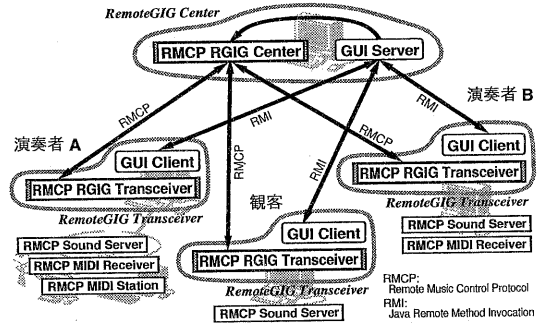 RemoteGIG Center
RMCP RGIG Center
GUI Server
演奏者 A
RMCP
RMI
RMCP
RMI
RMCP
RMI
演奏者 B
GUI Client
RMCP RGIG Transceiver
RemoteGIG Transceiver
RMCP Sound Server
RMCP MIDI Receiver
RMCP MIDI Station
観客
GUI Client
RMCP RGIG Transceiver
RemoteGIG Transceiver
RMCP Sound Server
GUI Client
RMCP RGIG Transceiver
RemoteGIG Transceiver
RMCP Sound Server
RMCP MIDI Receiver
RMCP:
Remote Music Control Protocol
RMI:
Java Remote Method Invocation